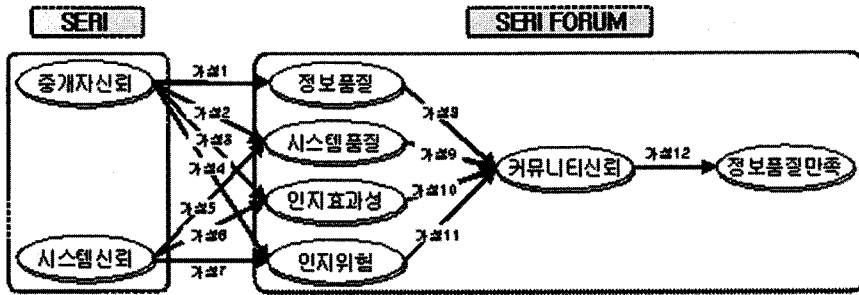 SERI
SERI FORUM
중개자신뢰
시스템신뢰
가설1
가설2
가설3
가설4
가설5
가설6
가설7
정보품질
시스템품질
인지효과성
인지위험
가설8
가설9
가설10
가설11
커뮤니티신뢰
가설12
정보품질만족